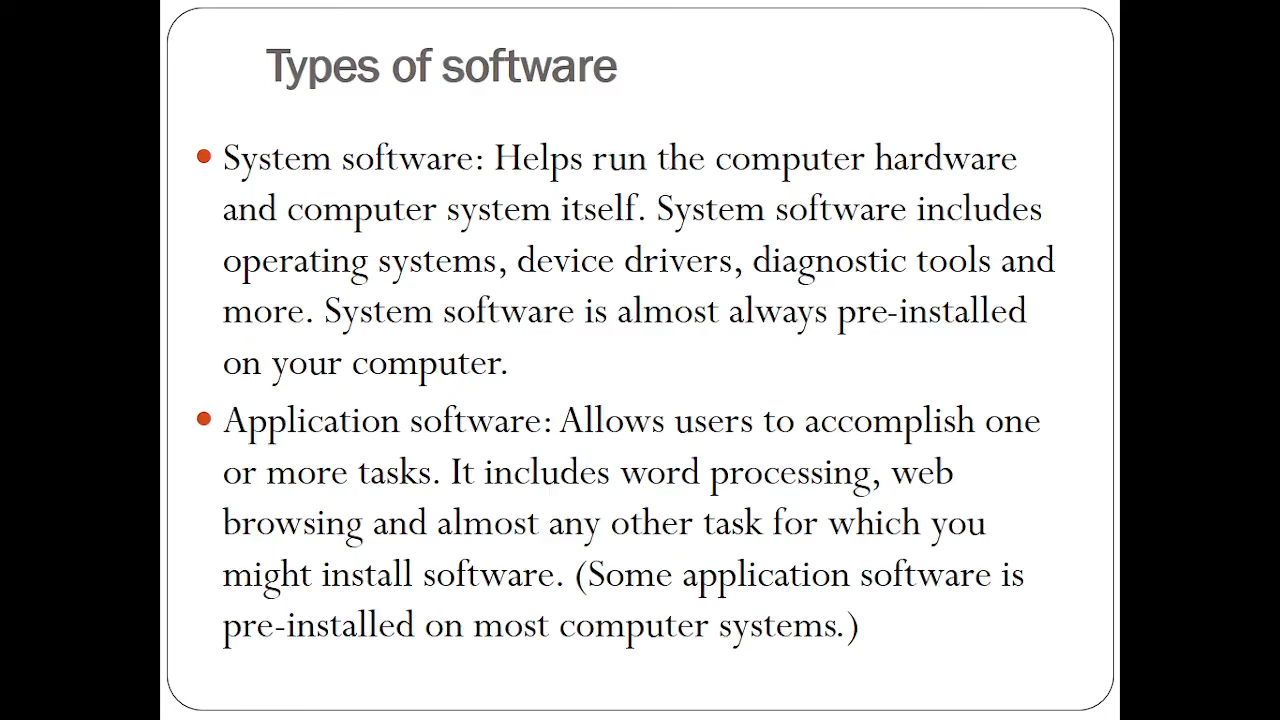 Types of software
• System software: Helps run the computer hardware
and computer system itself. System software includes
operating systems, device drivers, diagnostic tools and
more. System software is almost always pre-installed
on your computer.
• Application software: Allows users to accomplish one
or more tasks. It includes word processing, web
browsing and almost any other task for which you
might install software. (Some application software is
pre-installed on most computer systems.)